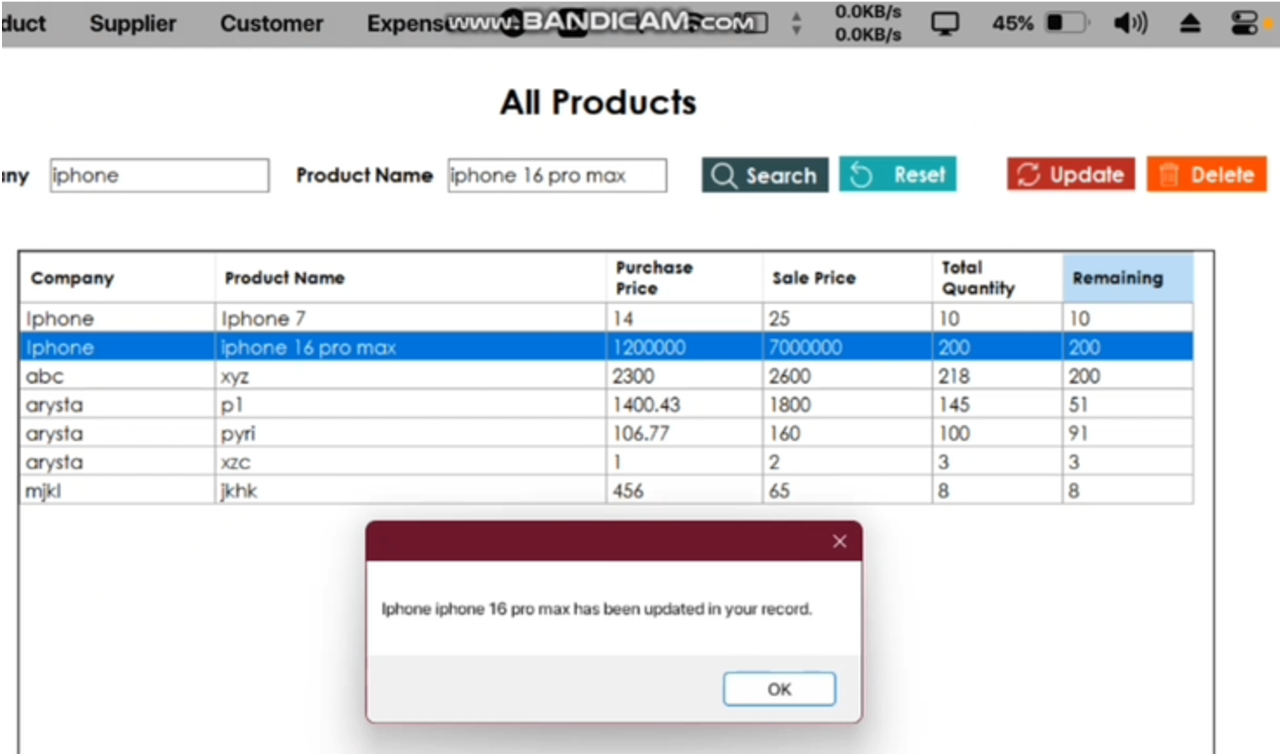 duct Supplier Customer Expens www.BANDICAM.com 0.0KB/s 45%
0.0KB/s
All Products
ny iphone Product Name iphone 16 pro max Search Reset Update Delete
Company Product Name Purchase Price Sale Price Total Quantity Remaining
Iphone Iphone 7 14 25 10 10
Iphone iphone 16 pro max 1200000 7000000 200 200
abc xyz 2300 2600 218 200
arysta p1 1400.43 1800 145 51
arysta pyri 106.77 160 100 91
arysta xzc 1 2 3 3
mjkl jkhk 456 65 8 8
Iphone iphone 16 pro max has been updated in your record.
OK